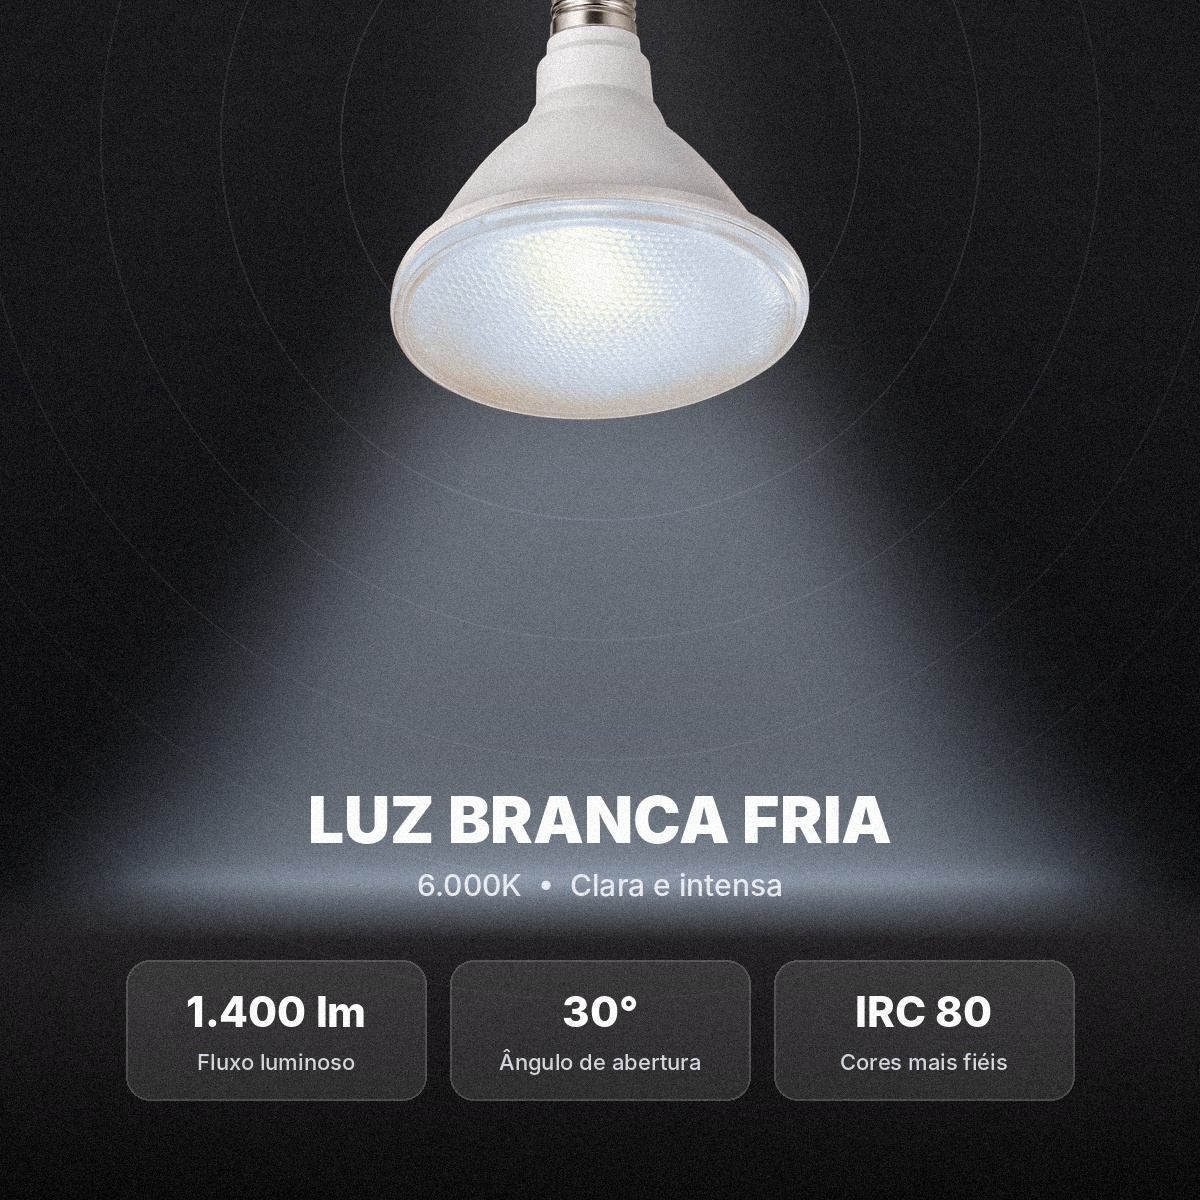 LUZ BRANCA FRIA
6.000K • Clara e intensa
1.400 lm
Fluxo luminoso
30°
Ângulo de abertura
IRC 80
Cores mais fiéis